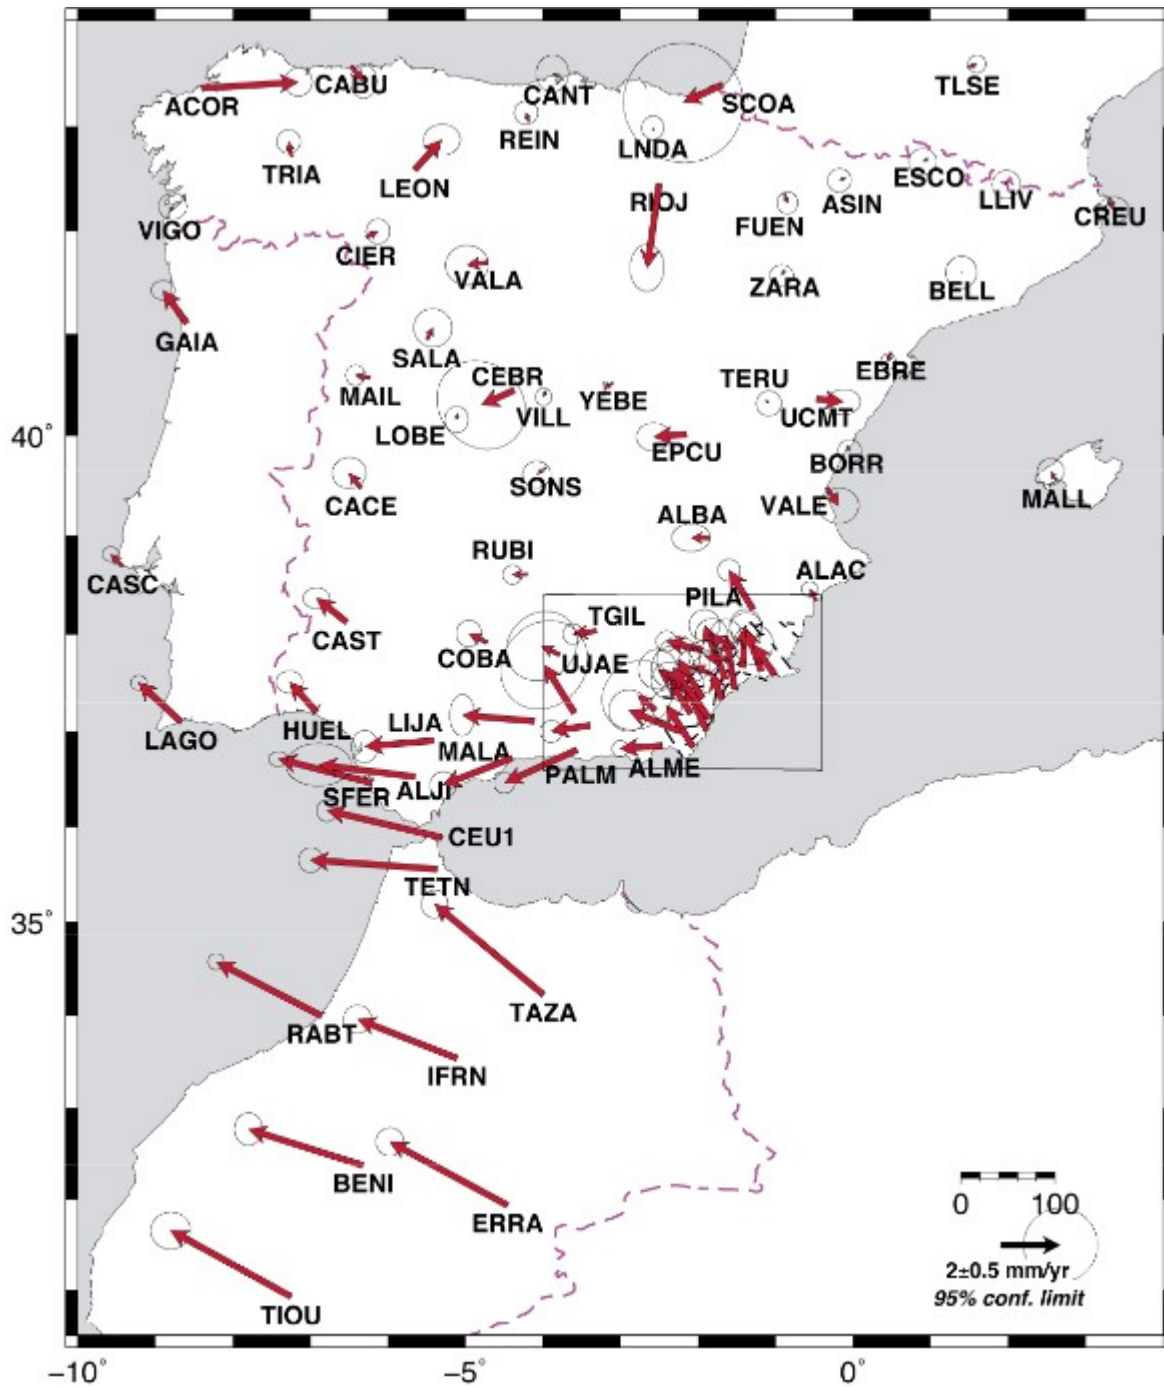 ACOR
CABU
CANT
SCOA
TLSE
REIN
LNDA
TRIA
LEON
RIOJ
ESCO
ASIN
LLIV
FUEN
CREU
VIGO
CIER
VALA
ZARA
BELL
GAIA
SALA
MAIL
CEBR
VILL
YEBE
TERU
EBRE
UCMT
LOBE
40°
EPCU
BORR
SONS
CACE
VALE
MALL
ALBA
RUBI
CASC
ALAC
PILA
TGIL
CAST
COBA
UJAE
LAGO
HUEL
LIJA
MALA
PALM
ALME
SFER
ALJI
CEU1
TETN
35°
TAZA
RABT
IFRN
BENI
ERRA
TIOU
0 100
2±0.5 mm/yr
95% conf. limit
−10° −5° 0°